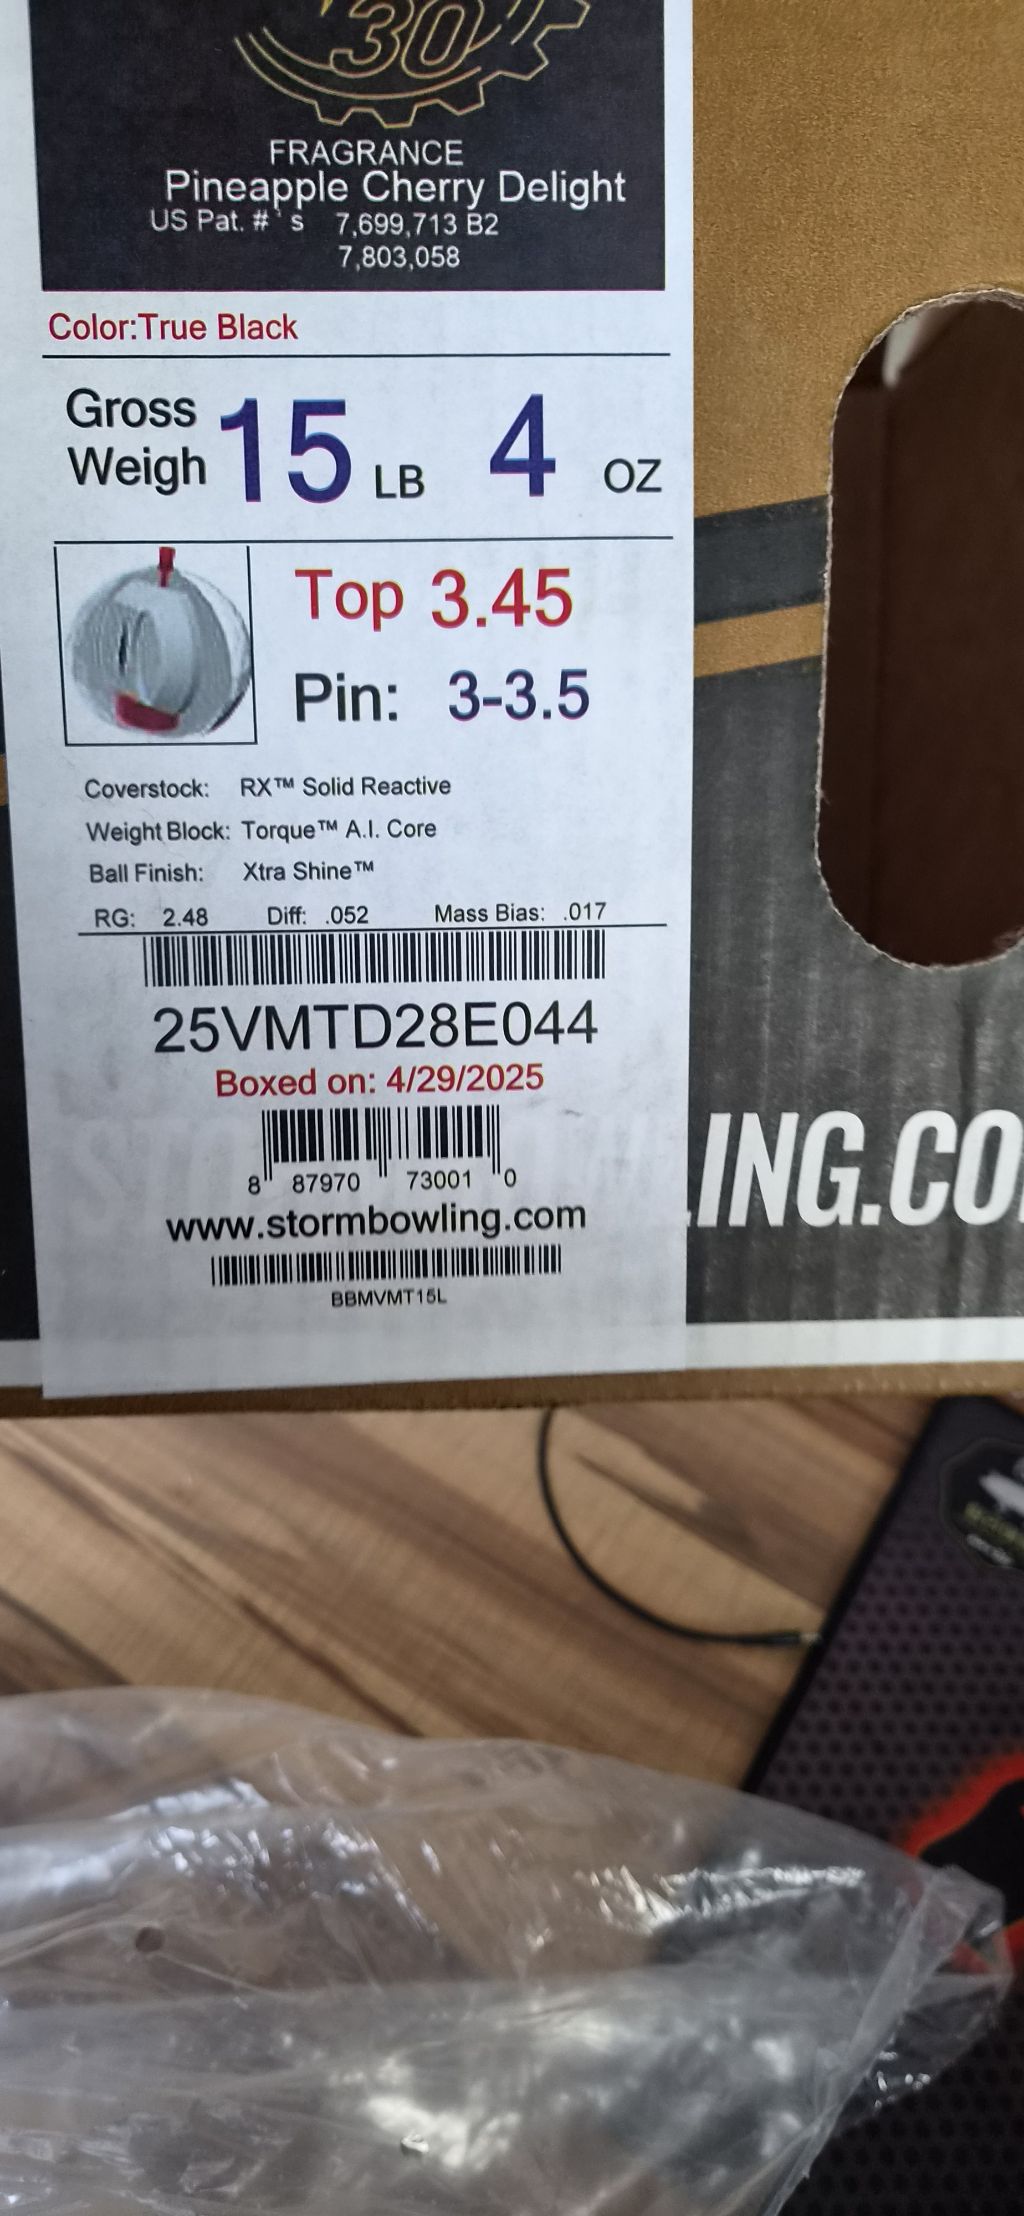 30
FRAGRANCE
Pineapple Cherry Delight
US Pat. #`s 7,699,713 B2
7,803,058
Color:True Black
Gross
Weigh 15 LB 4 OZ
Top 3.45
Pin: 3-3.5
Coverstock: RX™ Solid Reactive
Weight Block: Torque™ A.I. Core
Ball Finish: Xtra Shine™
RG: 2.48 Diff: .052 Mass Bias: .017
25VMTD28E044
Boxed on: 4/29/2025
8 87970 73001 0
www.stormbowling.com
BBMVMT15L
ING.CO